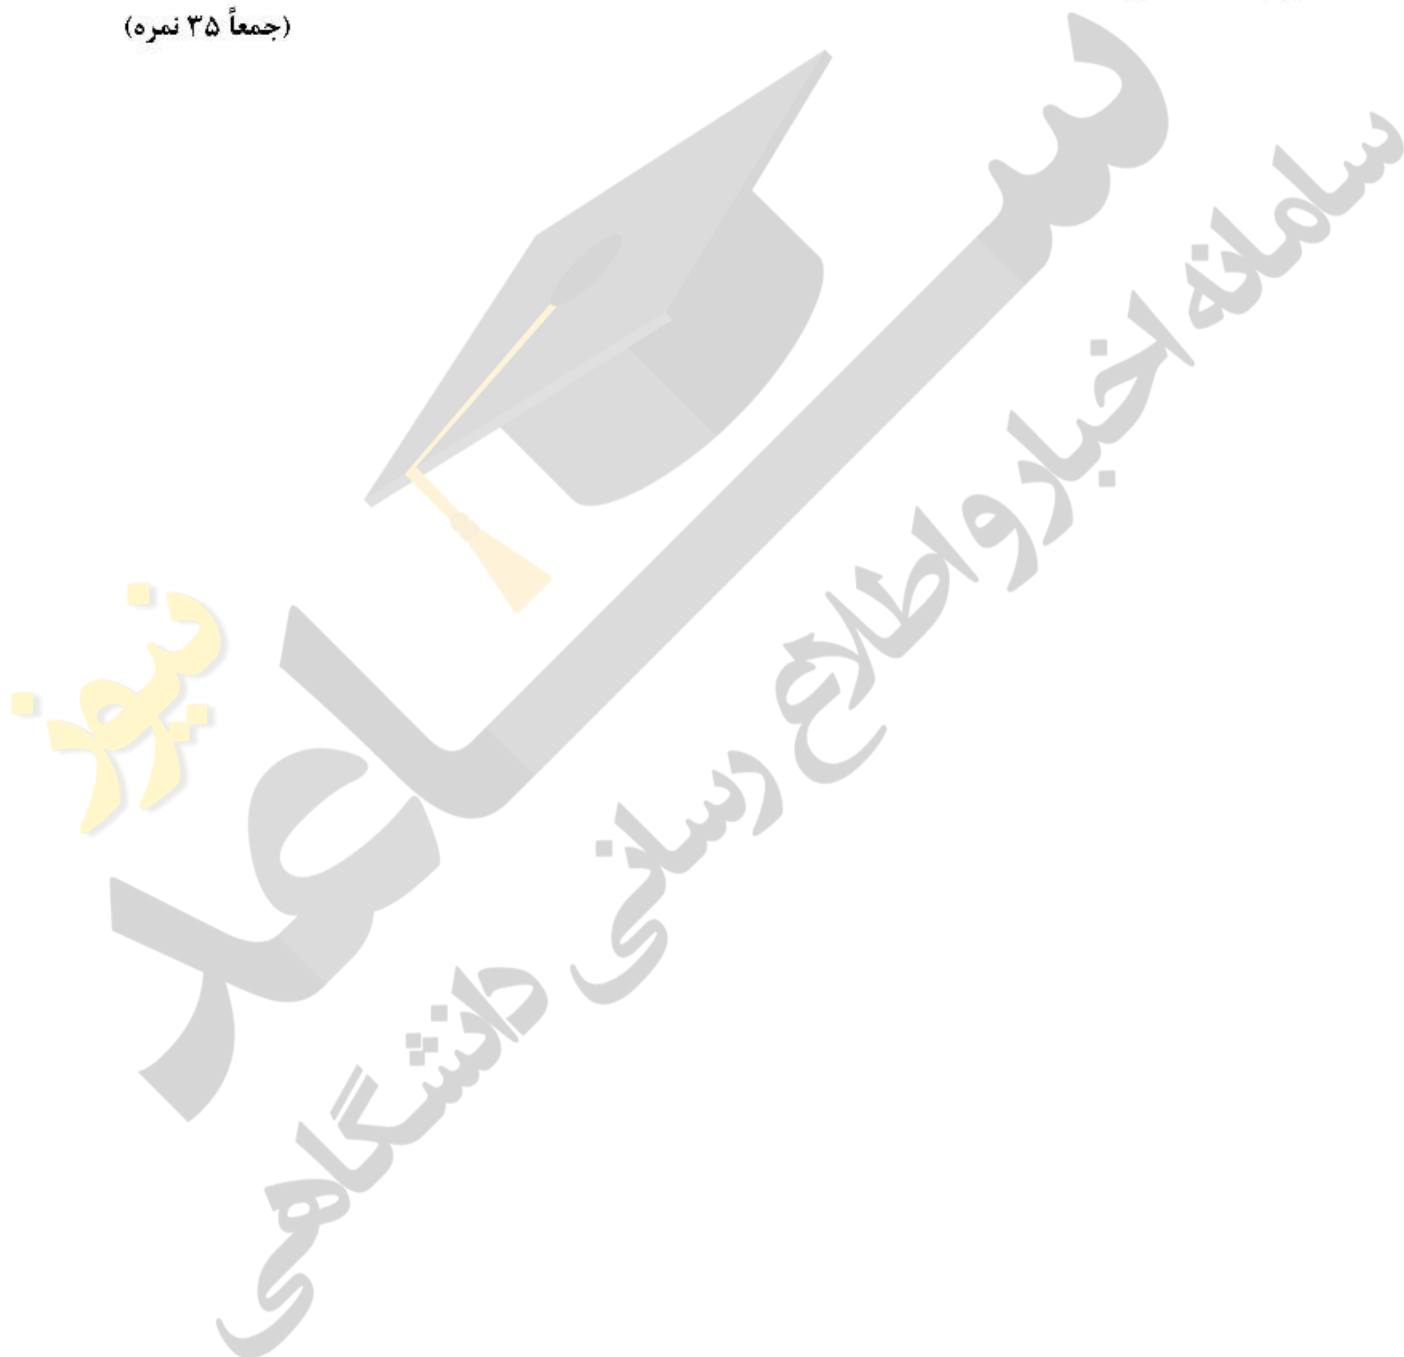 (جمعاً ۳۵ نمره)
ساعد
نیوز
سامانه اخبار و اطلاع رسانی دانشگاهی